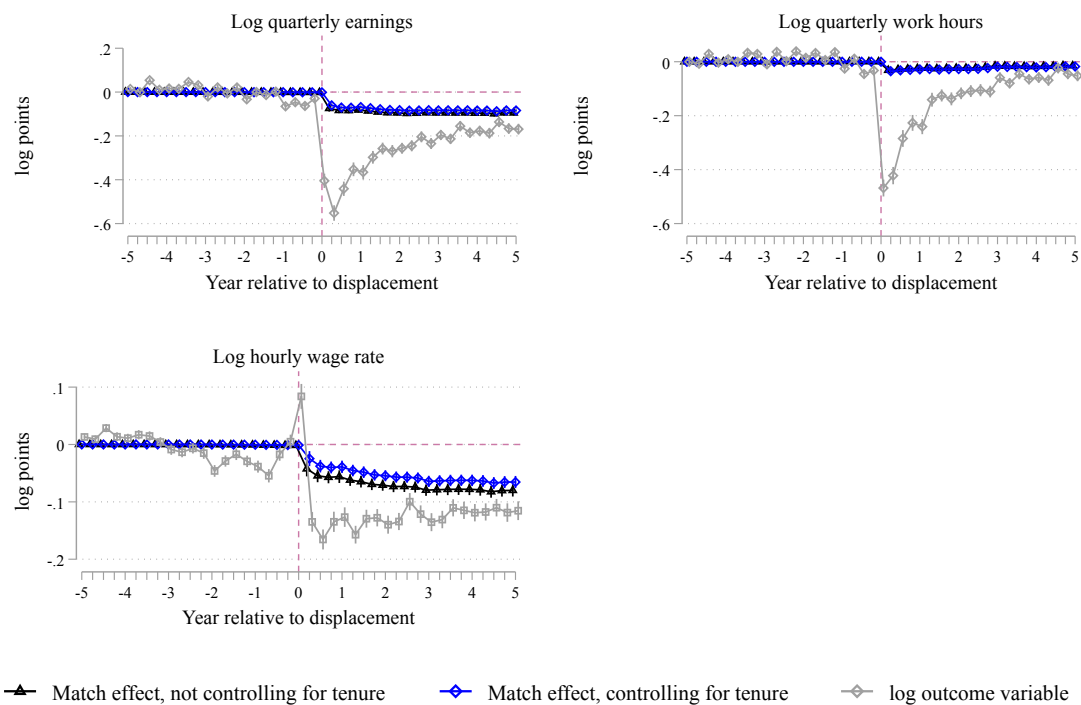 Log quarterly earnings
log points
.2
0
-.2
-.4
-.6
-5 -4 -3 -2 -1 0 1 2 3 4 5
Year relative to displacement
Log quarterly work hours
log points
0
-.2
-.4
-.6
-5 -4 -3 -2 -1 0 1 2 3 4 5
Year relative to displacement
Log hourly wage rate
log points
.1
0
-.1
-.2
-5 -4 -3 -2 -1 0 1 2 3 4 5
Year relative to displacement
Match effect, not controlling for tenure
Match effect, controlling for tenure
log outcome variable